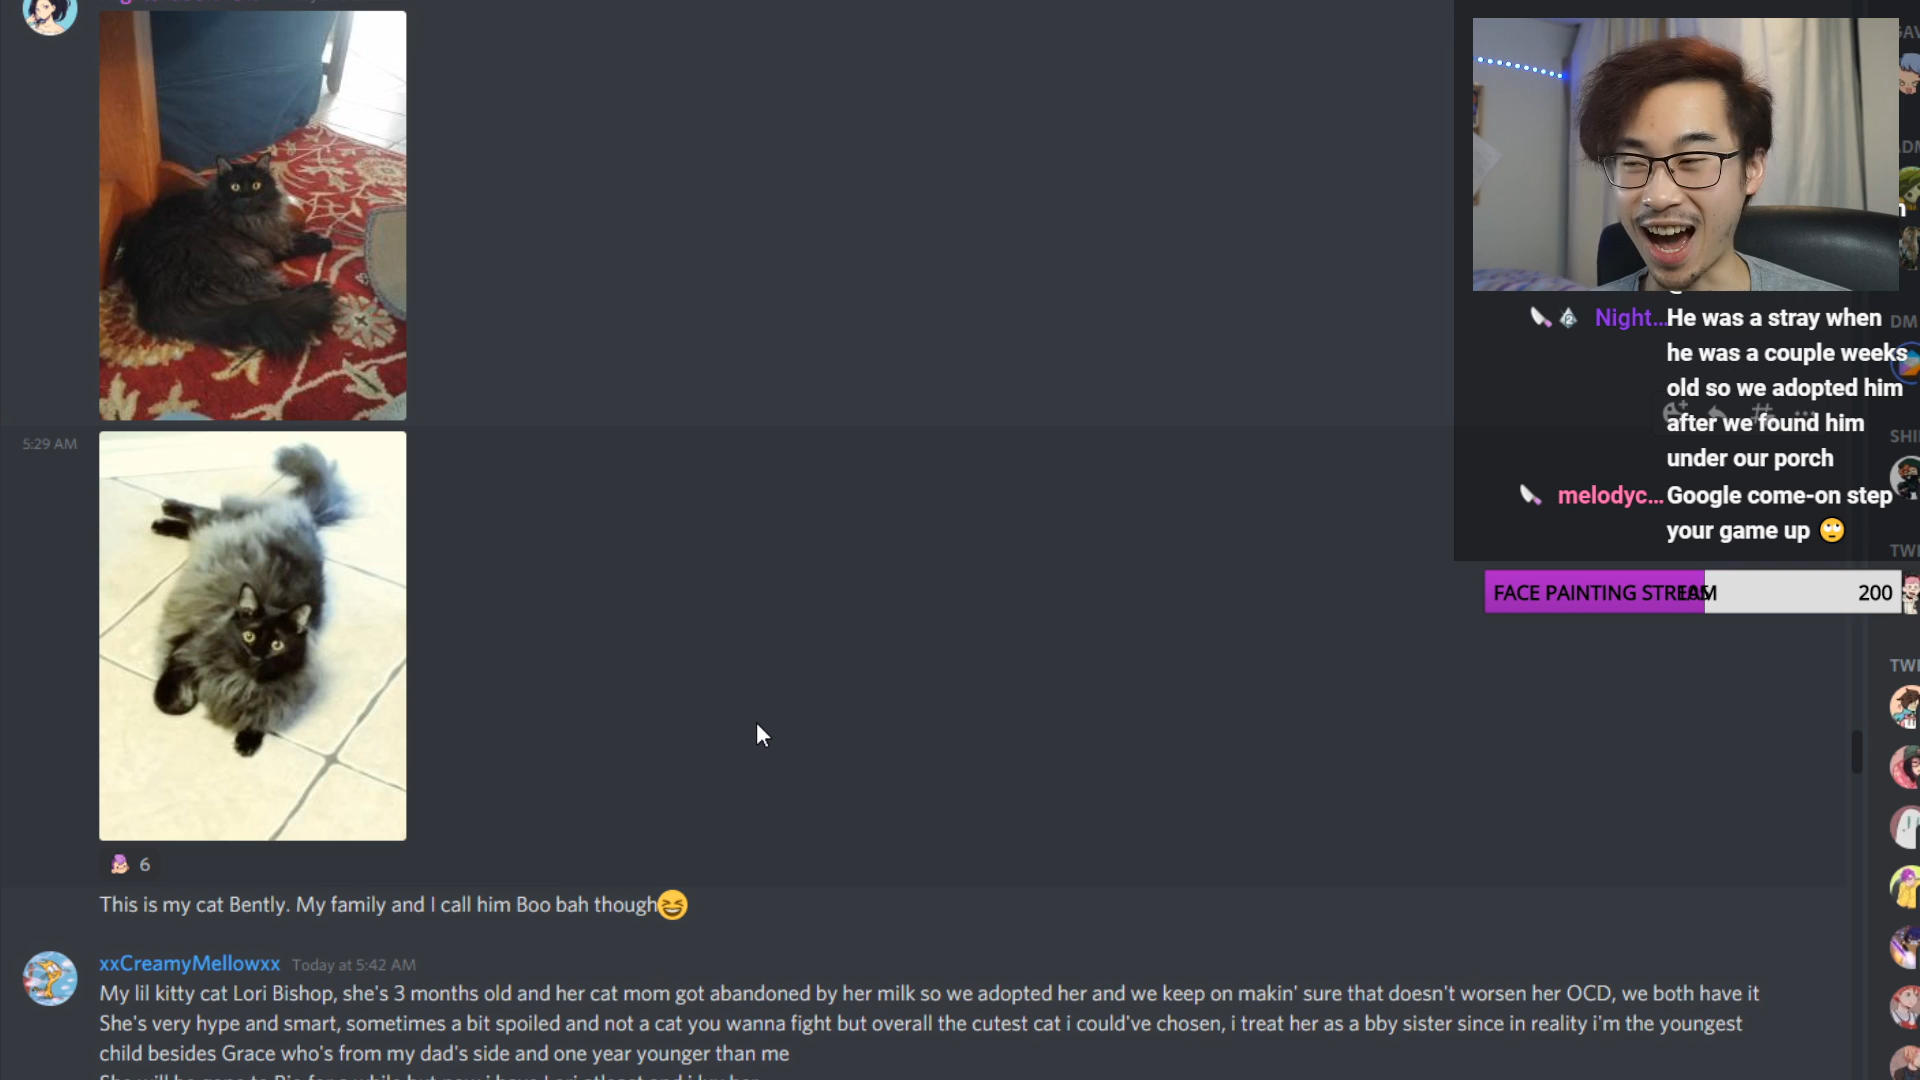 5:29 AM
6
This is my cat Bently. My family and I call him Boo bah though😆
xxCreamyMellowxx Today at 5:42 AM
My lil kitty cat Lori Bishop, she's 3 months old and her cat mom got abandoned by her milk so we adopted her and we keep on makin' sure that doesn't worsen her OCD, we both have it
She's very hype and smart, sometimes a bit spoiled and not a cat you wanna fight but overall the cutest cat i could've chosen, i treat her as a bby sister since in reality i'm the youngest
child besides Grace who's from my dad's side and one year younger than me
Night... He was a stray when
he was a couple weeks
old so we adopted him
after we found him
under our porch
melodyc... Google come-on step
your game up 🙄
FACE PAINTING STREAM
200
DM
SHI
TWI
TWI